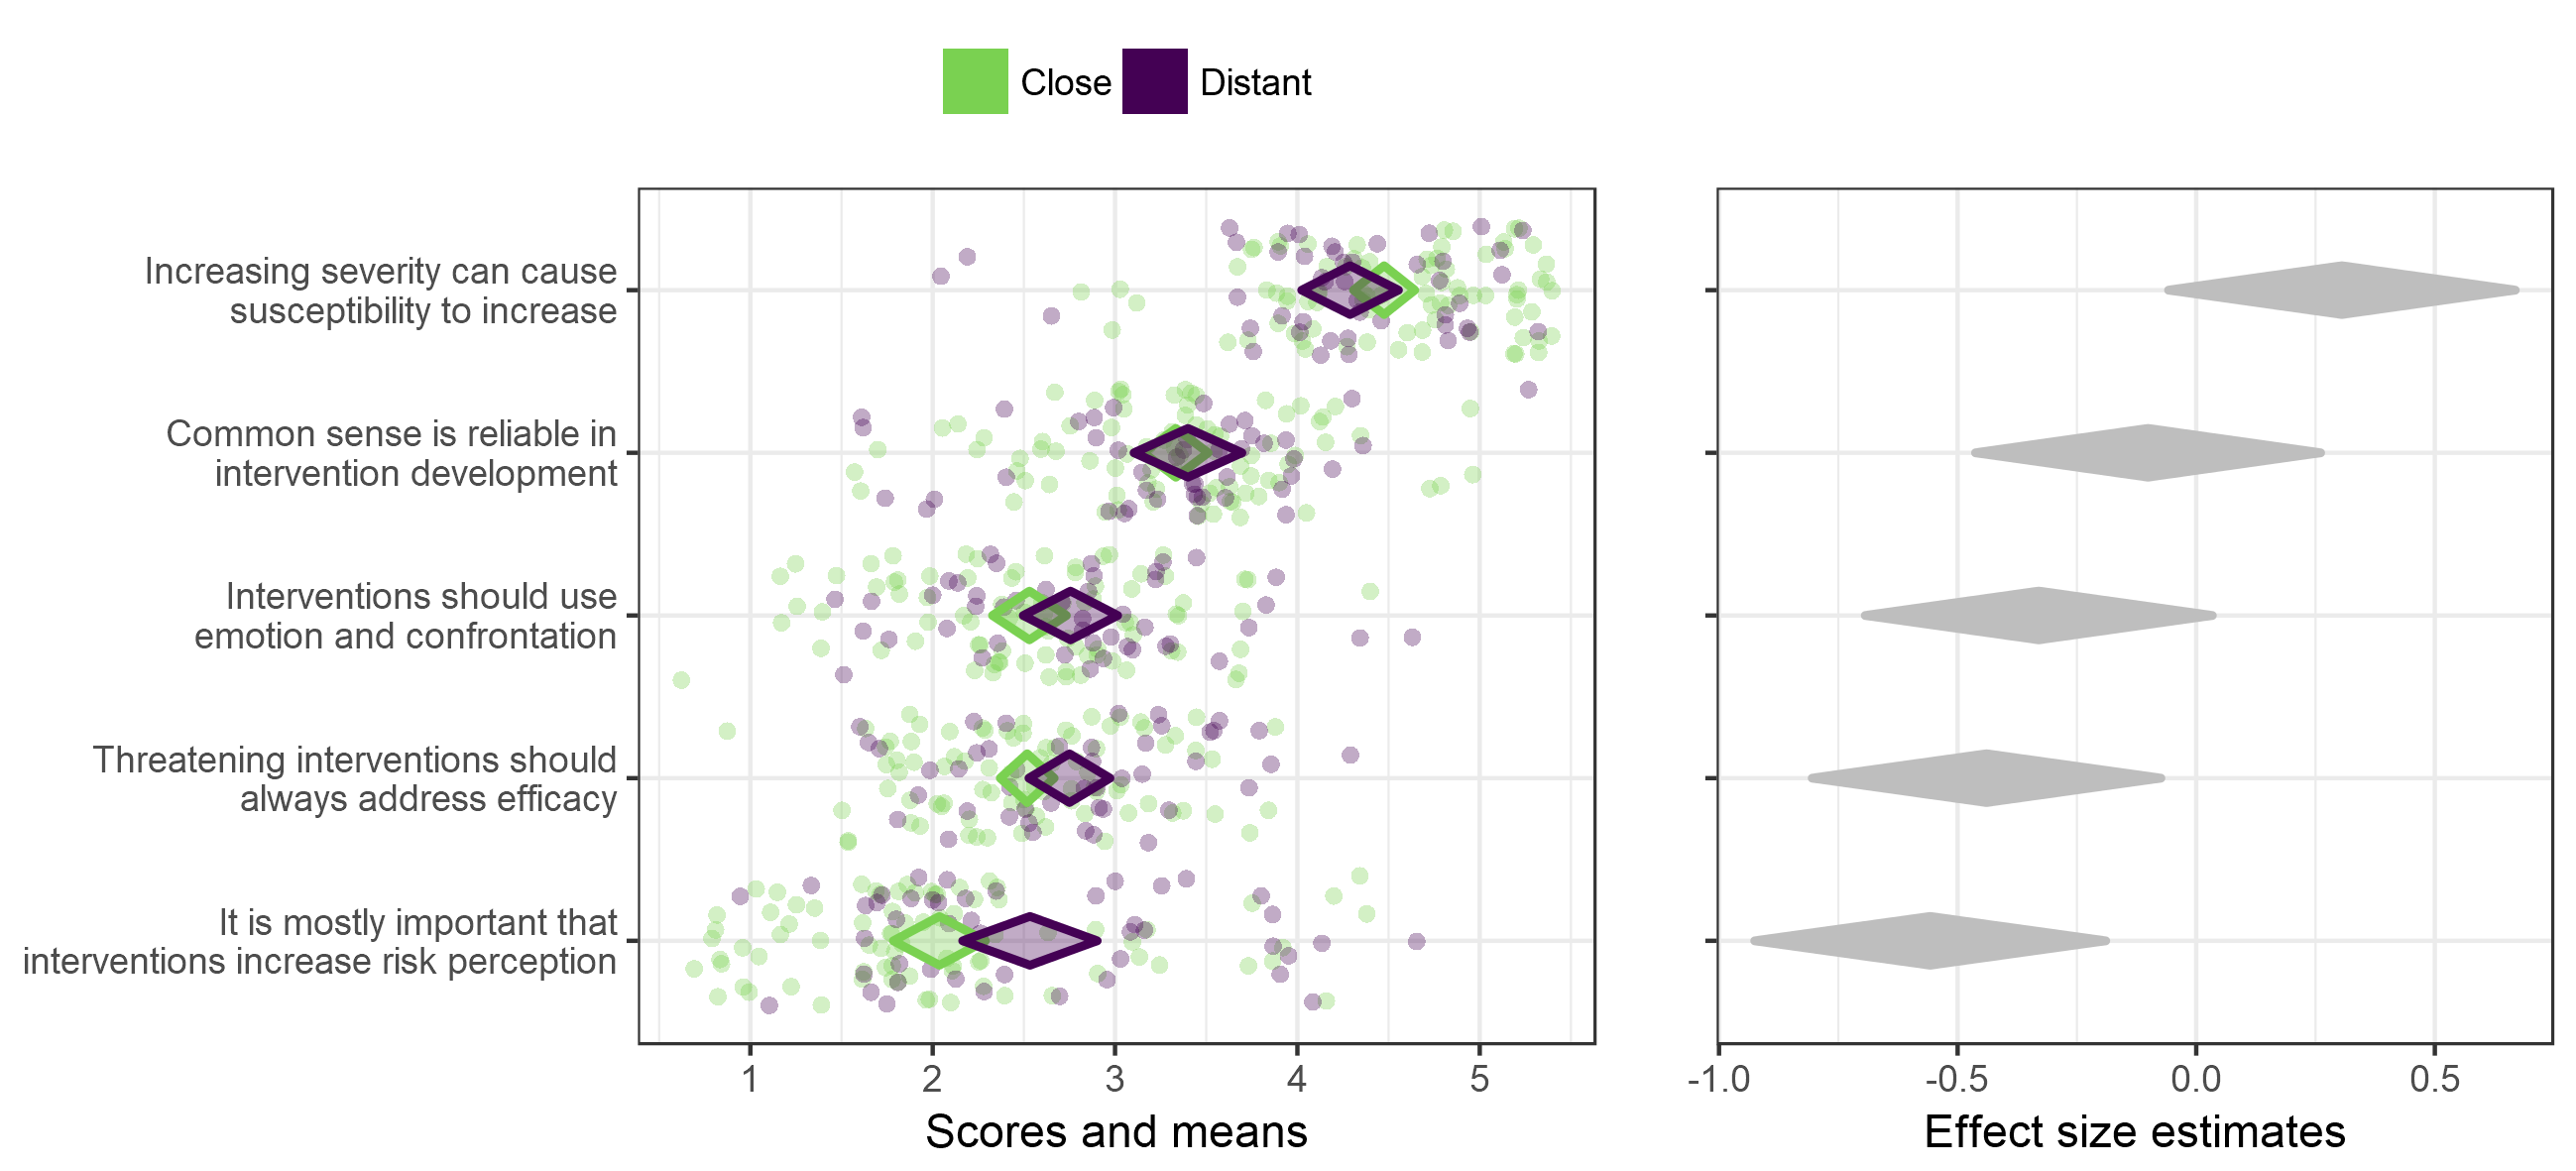 Close Distant
Increasing severity can cause
susceptibility to increase
Common sense is reliable in
intervention development
Interventions should use
emotion and confrontation
Threatening interventions should
always address efficacy
It is mostly important that
interventions increase risk perception
1 2 3 4 5
Scores and means
-1.0 -0.5 0.0 0.5
Effect size estimates